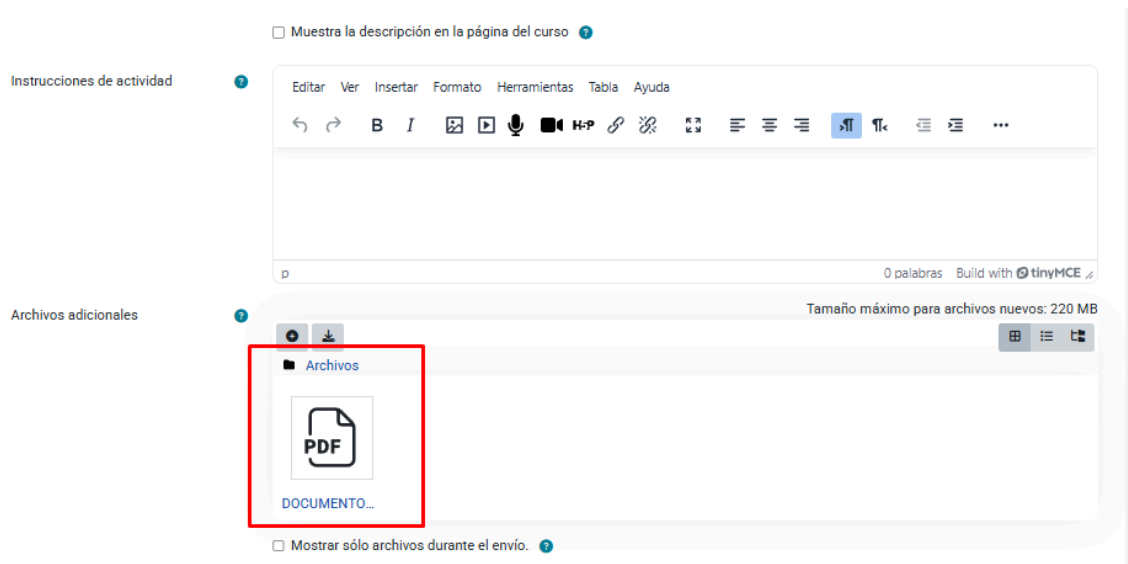 Muestra la descripción en la página del curso
Instrucciones de actividad
Editar Ver Insertar Formato Herramientas Tabla Ayuda
B I H-P
p 0 palabras Build with tinyMCE
Tamaño máximo para archivos nuevos: 220 MB
Archivos adicionales
Archivos
PDF
DOCUMENTO...
Mostrar sólo archivos durante el envío.